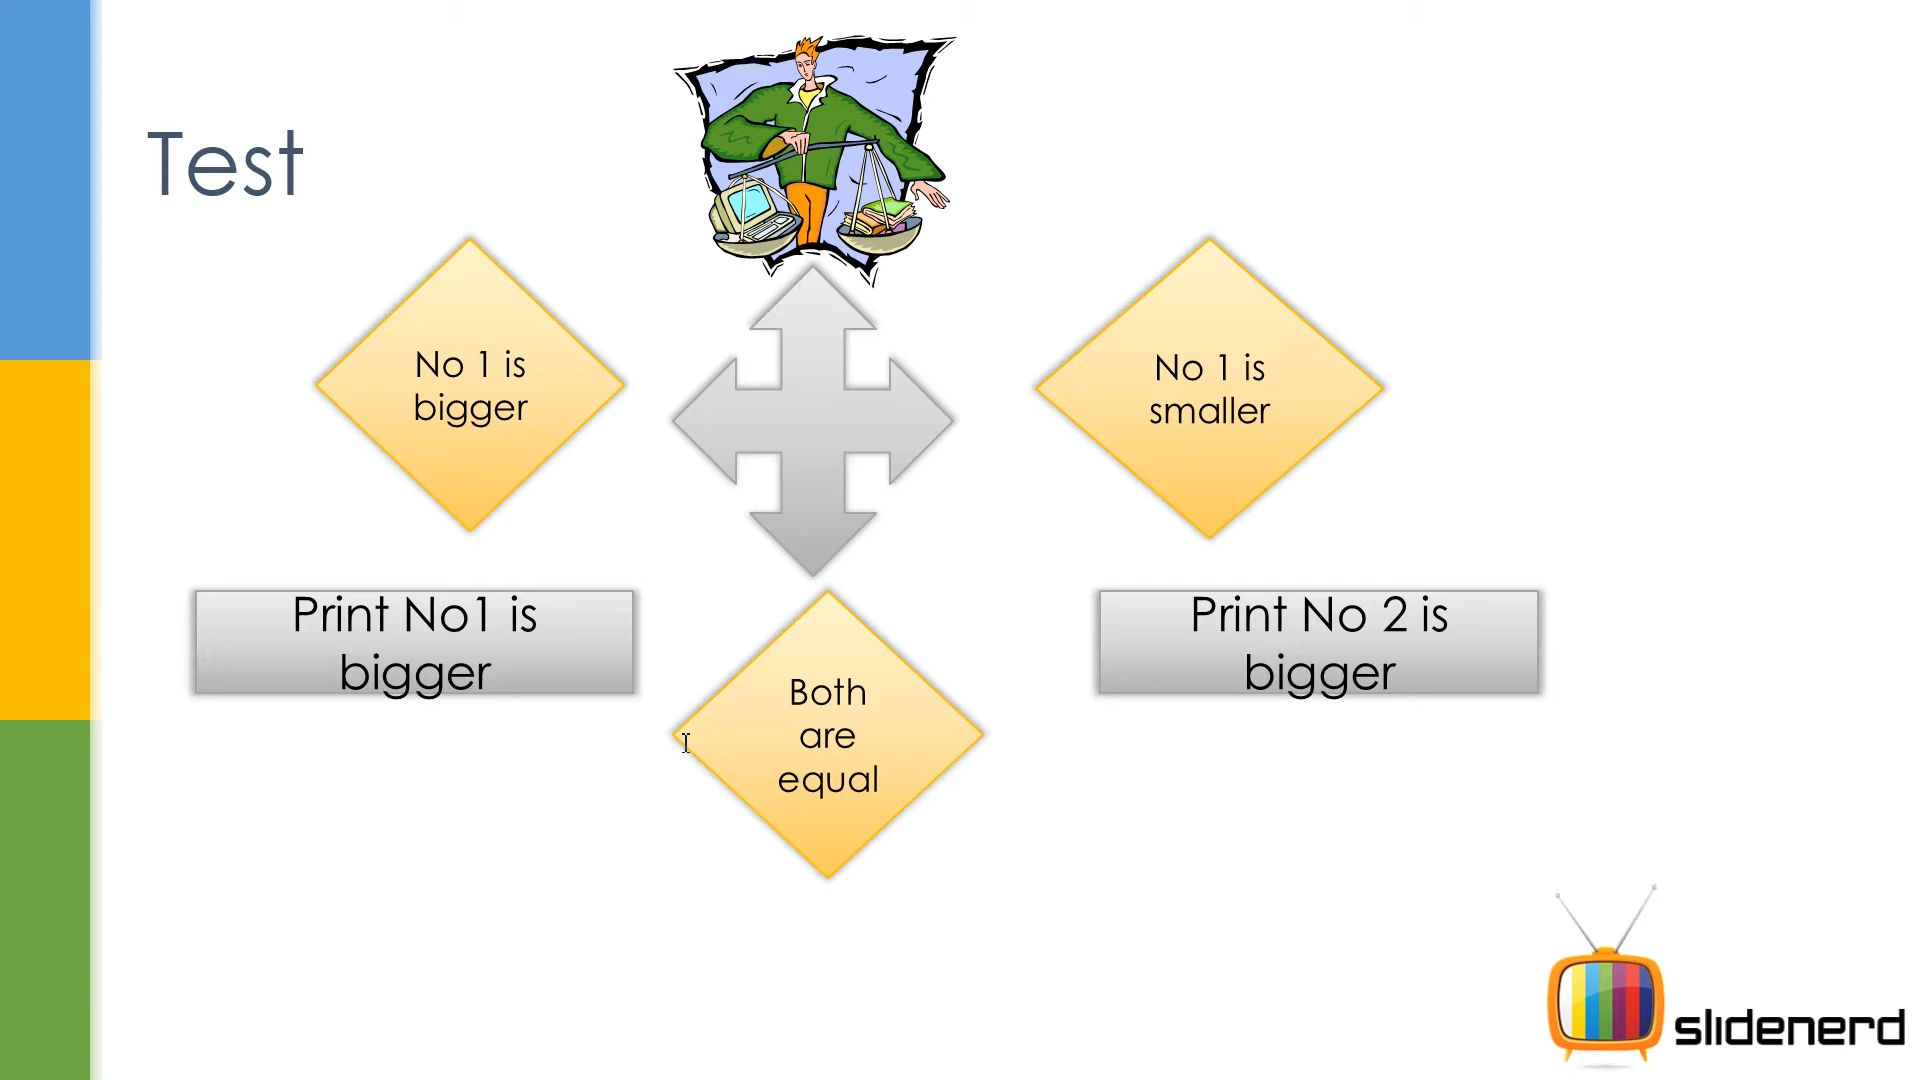 Test
No 1 is
bigger
No 1 is
smaller
Print No1 is
bigger
Print No 2 is
bigger
Both
are
equal
slidenerd